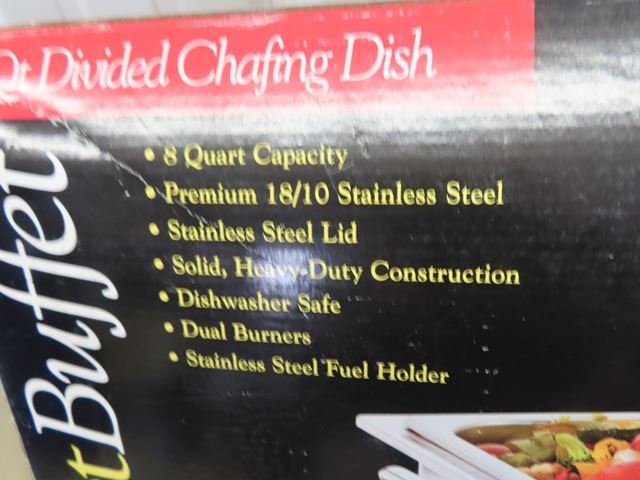 Qt Divided Chafing Dish
• 8 Quart Capacity
• Premium 18/10 Stainless Steel
• Stainless Steel Lid
• Solid, Heavy-Duty Construction
• Dishwasher Safe
• Dual Burners
• Stainless Steel Fuel Holder
tBuffet